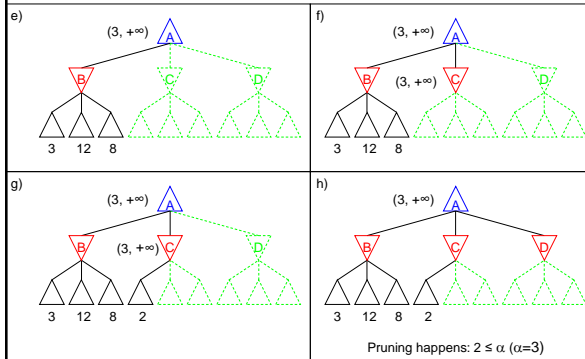 e)
(3, +∞)
A
B
C
D
3 12 8
f)
(3, +∞)
A
B
(3, +∞)
C
D
3 12 8
g)
(3, +∞)
A
B
(3, +∞)
C
D
3 12 8 2
h)
(3, +∞)
A
B
C
D
3 12 8 2
Pruning happens: 2 ≤ α (α=3)